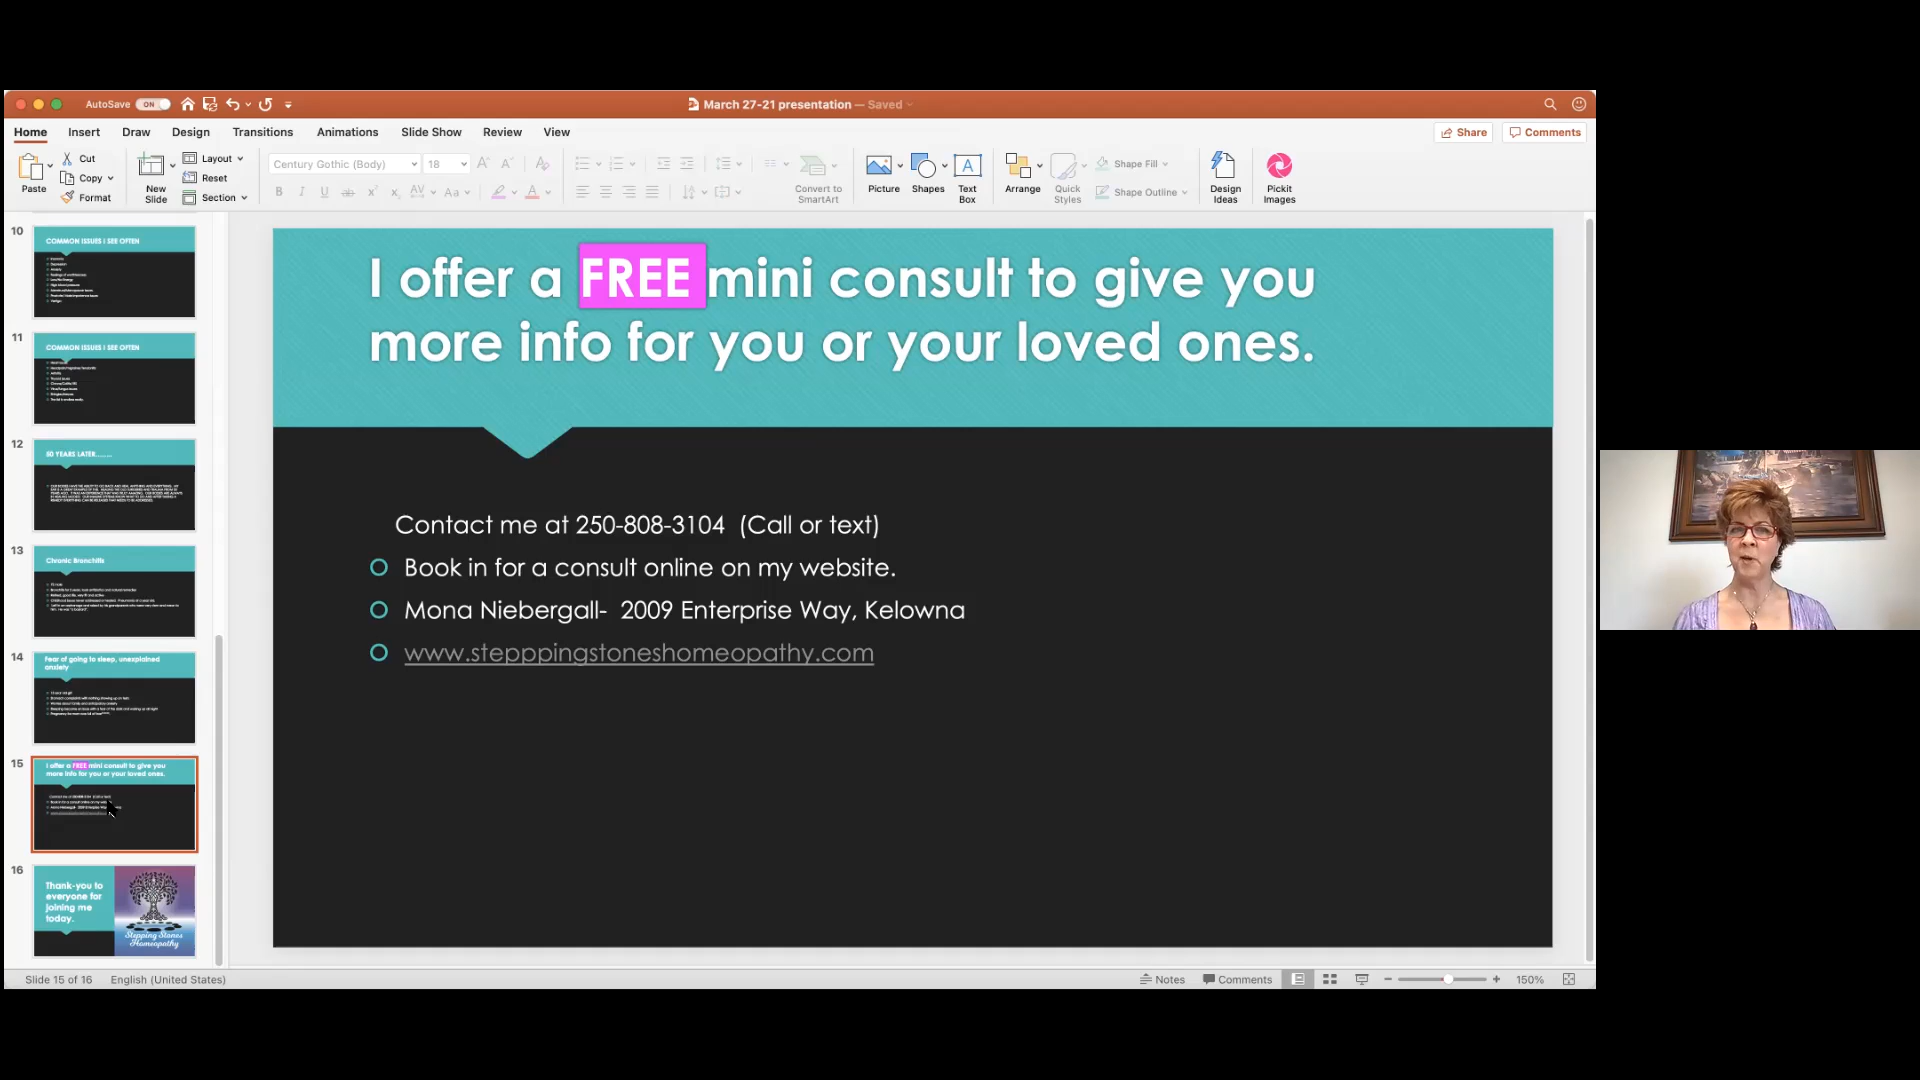 AutoSave ON
March 27-21 presentation — Saved
Home Insert Draw Design Transitions Animations Slide Show Review View
Share Comments
Paste
Cut
Copy
Format
New Slide
Layout
Reset
Section
Century Gothic (Body) 18
Convert to SmartArt
Picture Shapes Text Box
Arrange Quick Styles
Shape Fill
Shape Outline
Design Ideas
Pickit Images
10
COMMON ISSUES I SEE OFTEN
11
COMMON ISSUES I SEE OFTEN
12
50 YEARS LATER........
13
Chronic Bronchitis
14
Fear of going to sleep, unexplained
anxiety
15
I offer a FREE mini consult to give you
more info for you or your loved ones.
16
Thank-you to
everyone for
joining me
today.
Stepping Stones
Homeopathy
I offer a FREE mini consult to give you
more info for you or your loved ones.
Contact me at 250-808-3104 (Call or text)
Book in for a consult online on my website.
Mona Niebergall- 2009 Enterprise Way, Kelowna
www.stepppingstoneshomeopathy.com
Slide 15 of 16 English (United States)
Notes Comments 150%